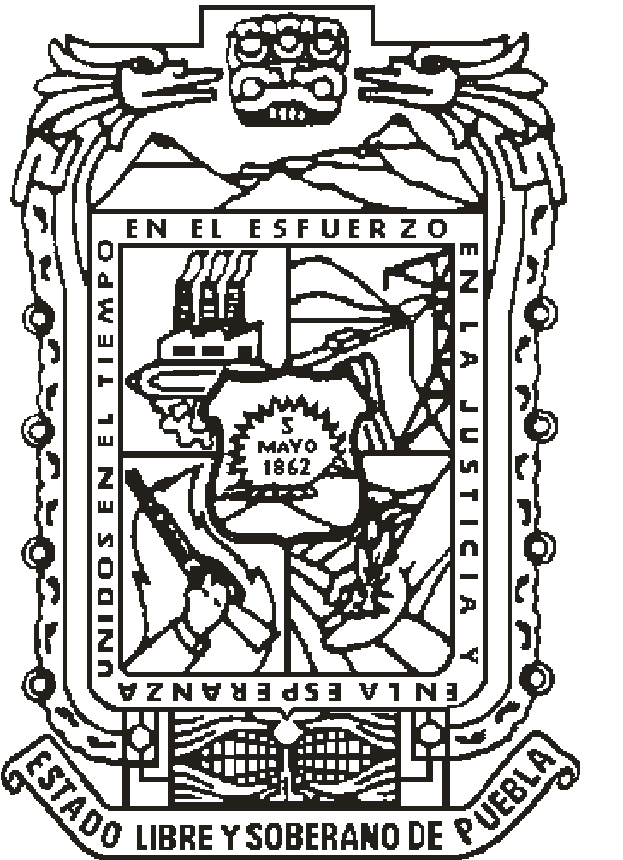 UNIDOS EN EL TIEMPO
EN EL ESFUERZO
EN LA JUSTICIA Y
EN LA ESPERANZA
5
MAYO
1862
ESTADO LIBRE Y SOBERANO DE PUEBLA